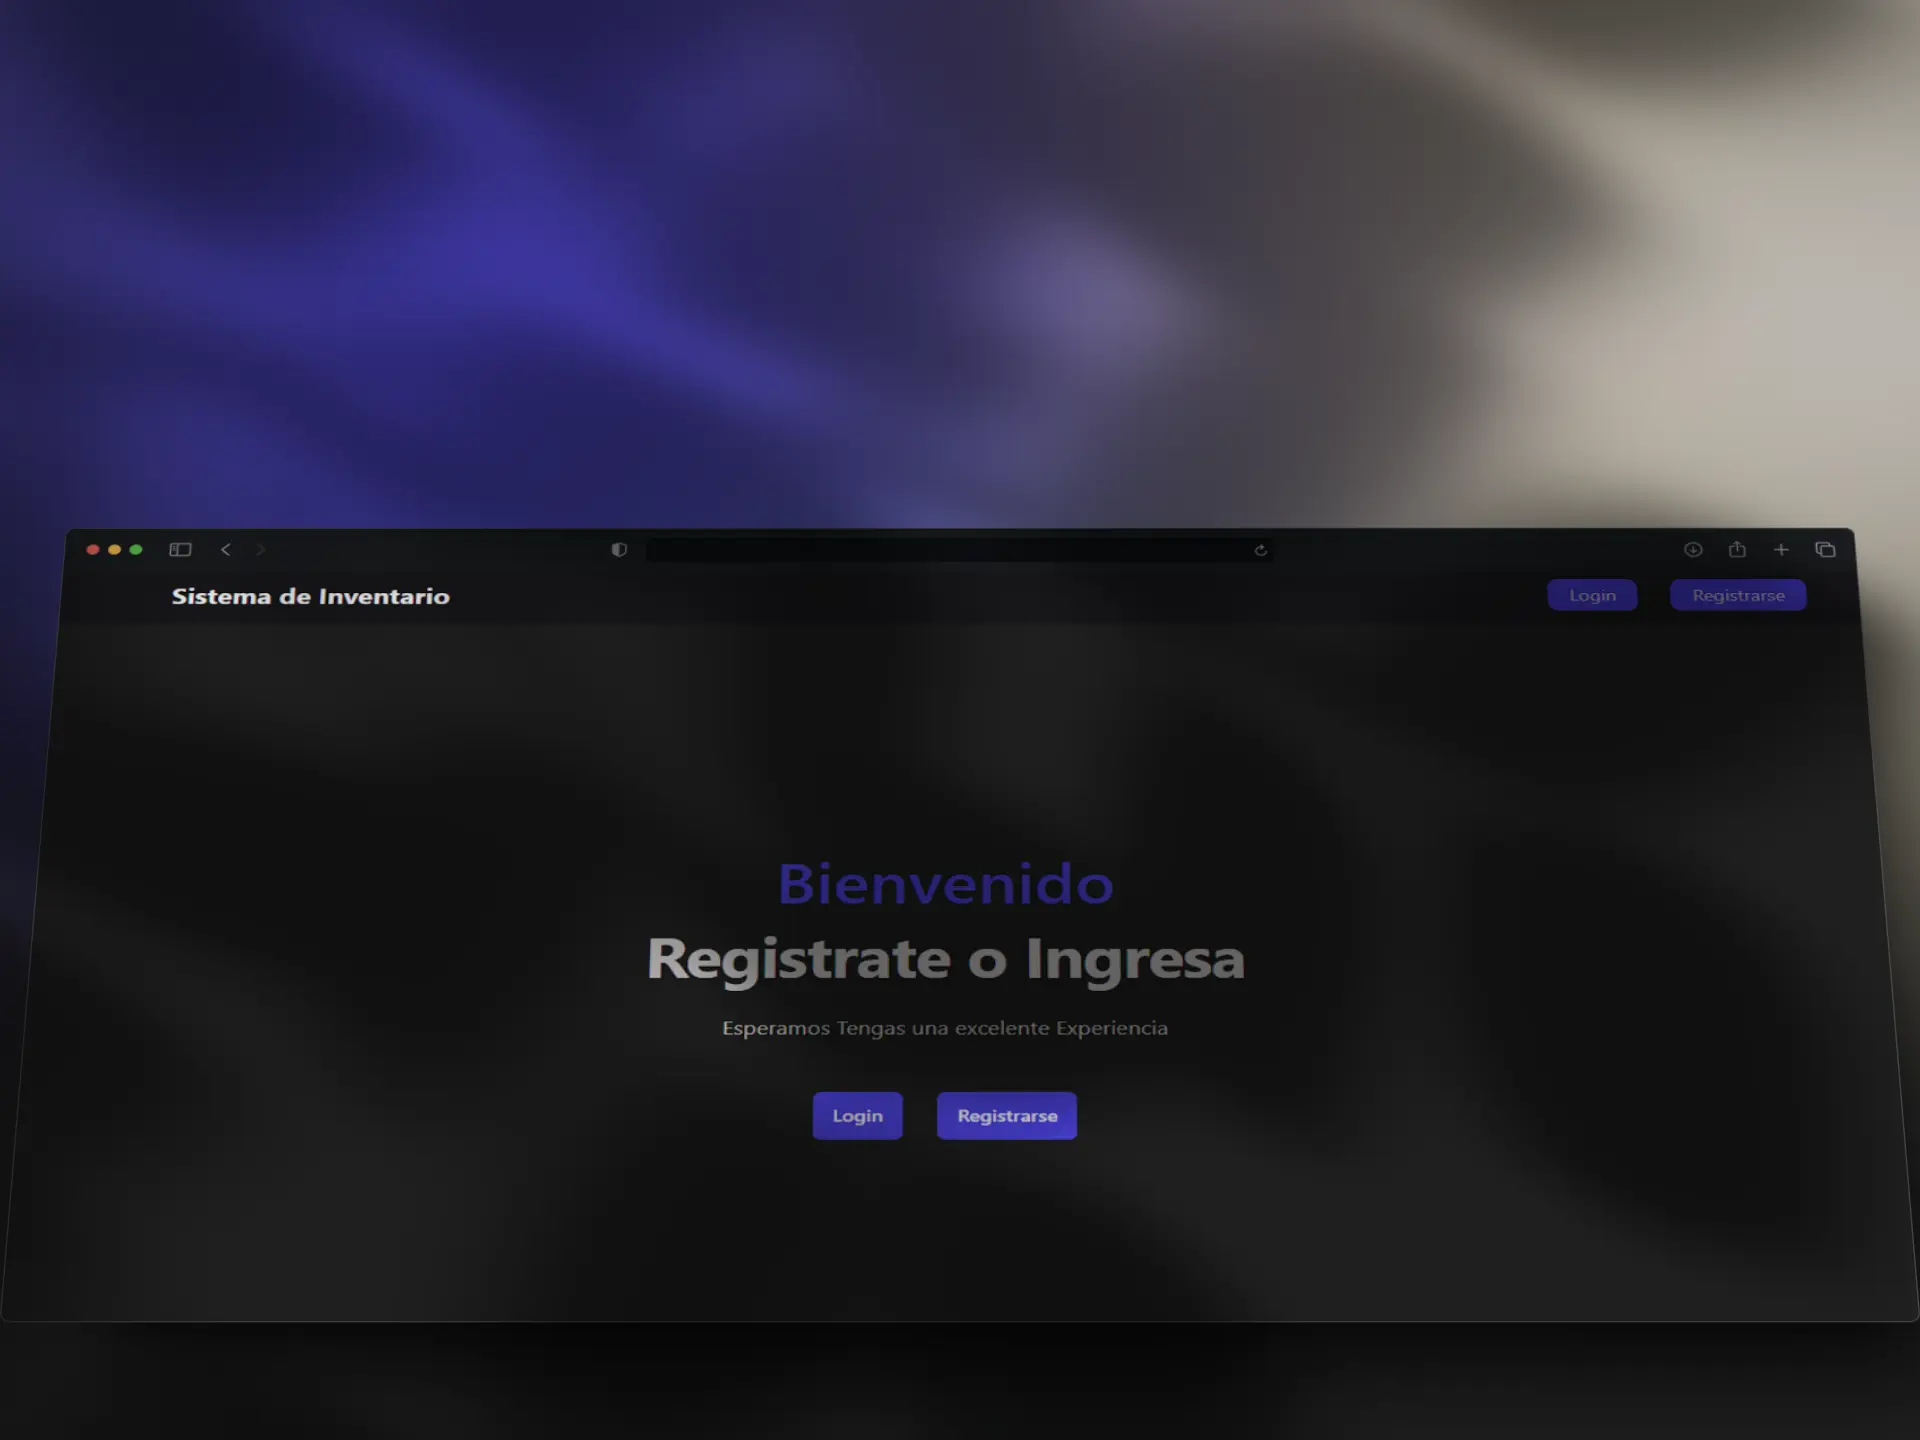 Sistema de Inventario
Login Registrarse
Bienvenido
Registrate o Ingresa
Esperamos Tengas una excelente Experiencia
Login Registrarse